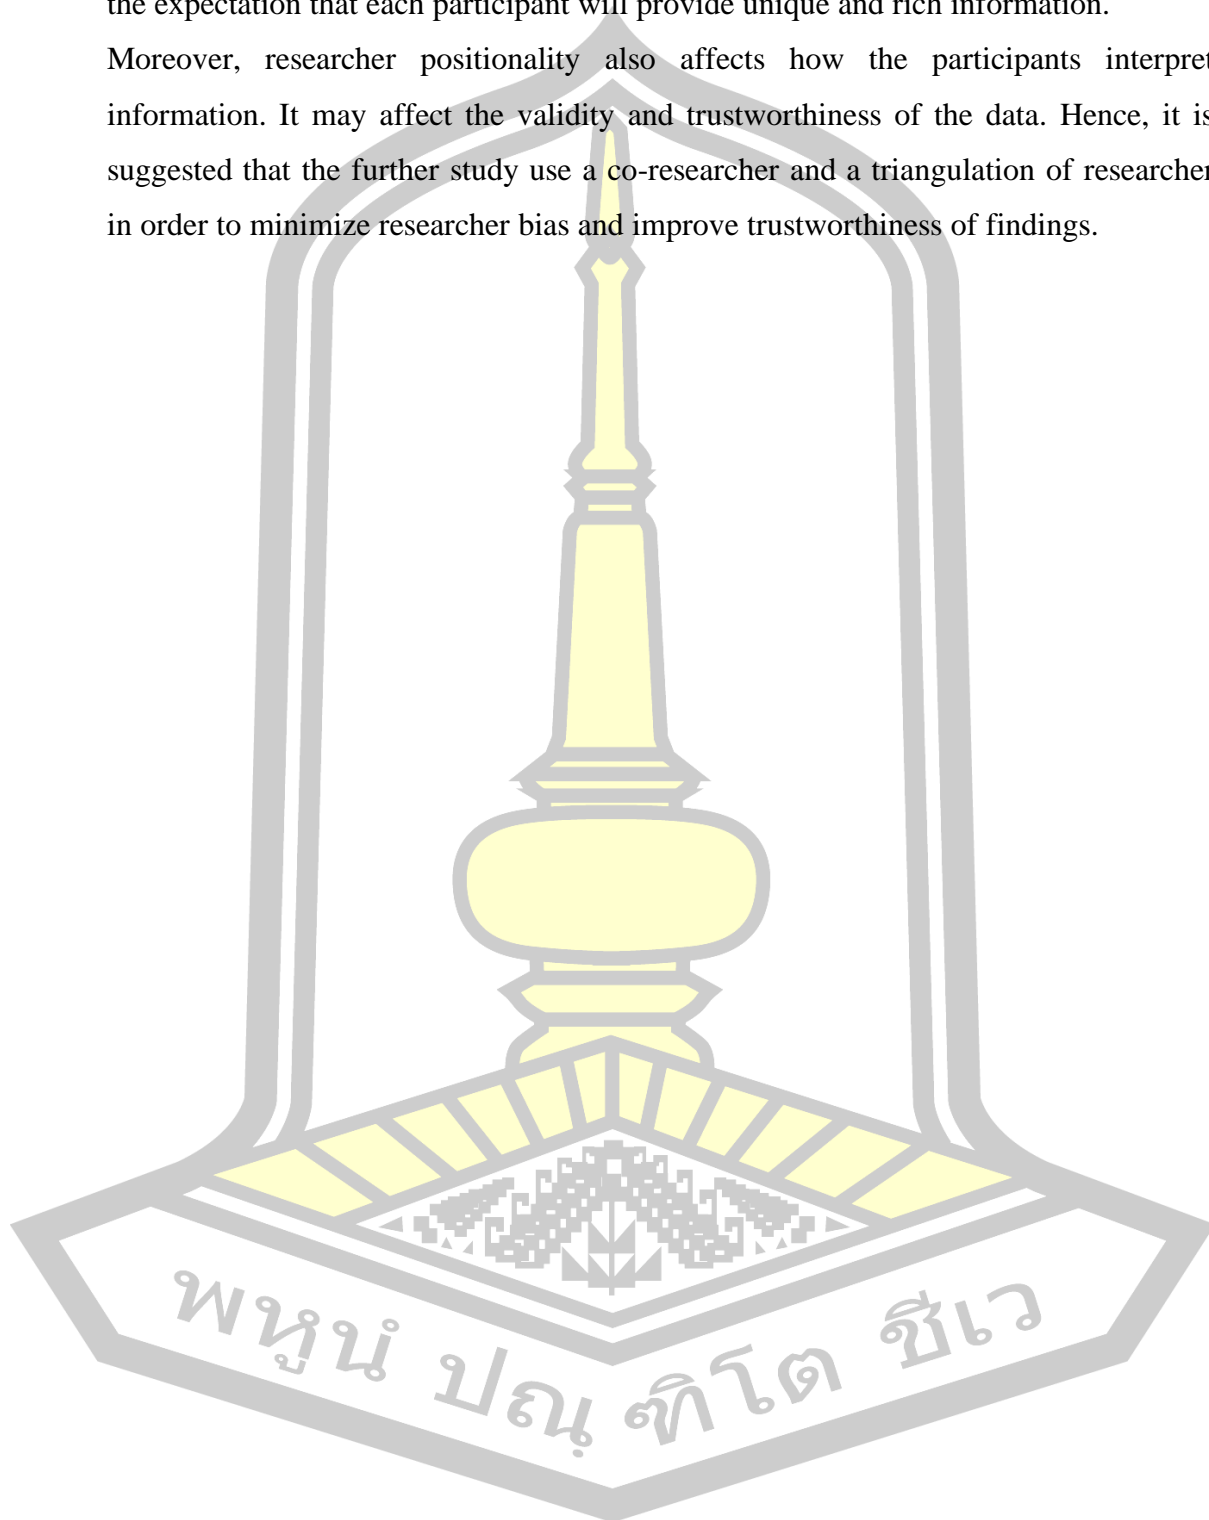 the expectation that each participant will provide unique and rich information.
Moreover, researcher positionality also affects how the participants interpret
information. It may affect the validity and trustworthiness of the data. Hence, it is
suggested that the further study use a co-researcher and a triangulation of researcher
in order to minimize researcher bias and improve trustworthiness of findings.
พหูนํ ปณฺ ฑิโต ชีเว